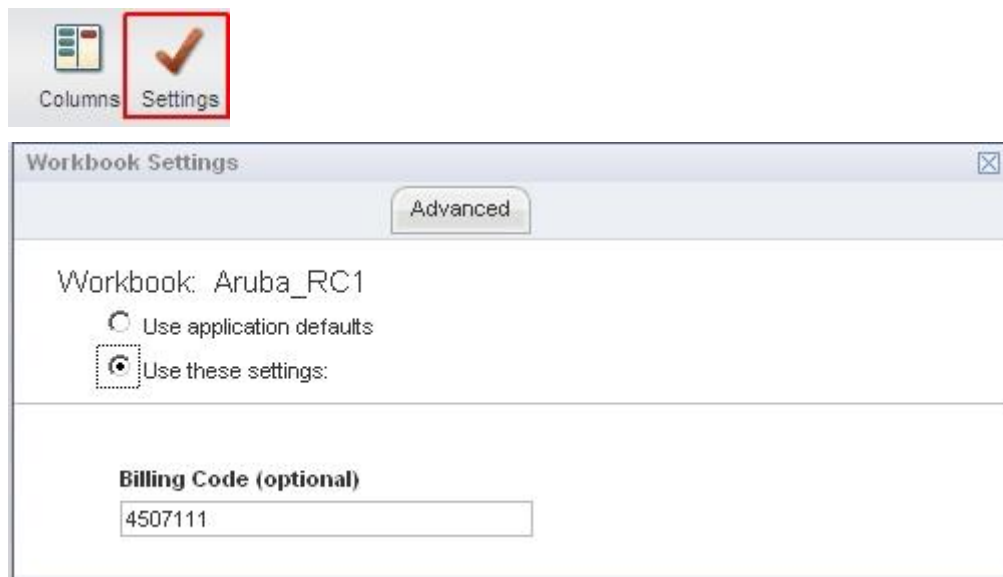 Columns Settings
Workbook Settings
Advanced
Workbook: Aruba_RC1
Use application defaults
Use these settings:
Billing Code (optional)
4507111